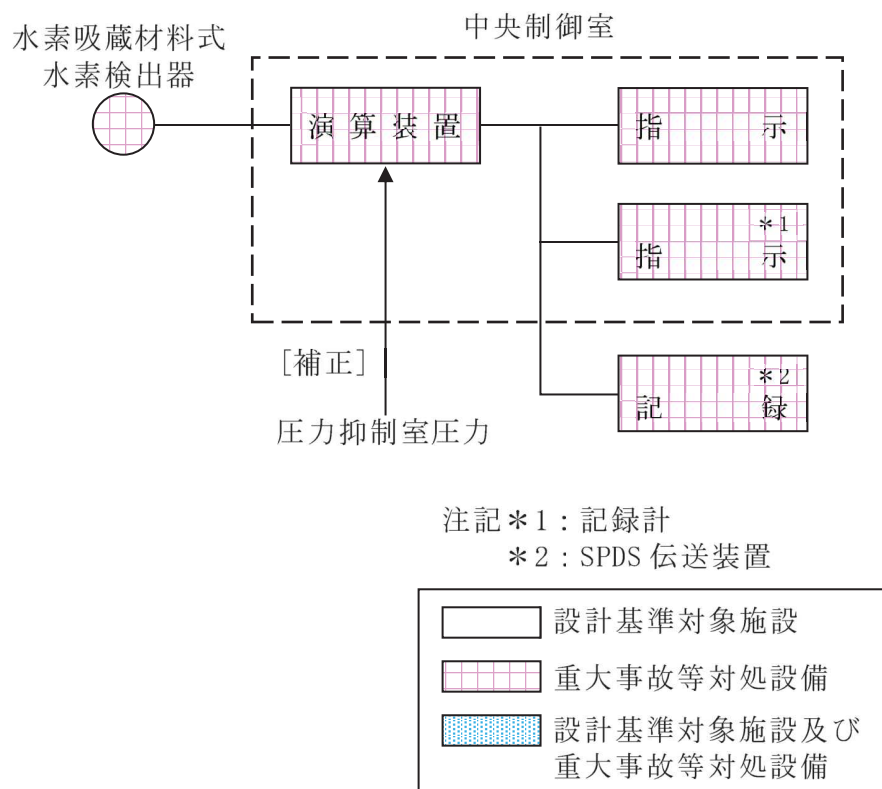 中央制御室
水素吸蔵材料式
水素検出器
演算装置
指示
＊1
指示
[補正]
＊2
記録
圧力抑制室圧力
注記＊1：記録計
＊2：SPDS 伝送装置
設計基準対象施設
重大事故等対処設備
設計基準対象施設及び
重大事故等対処設備